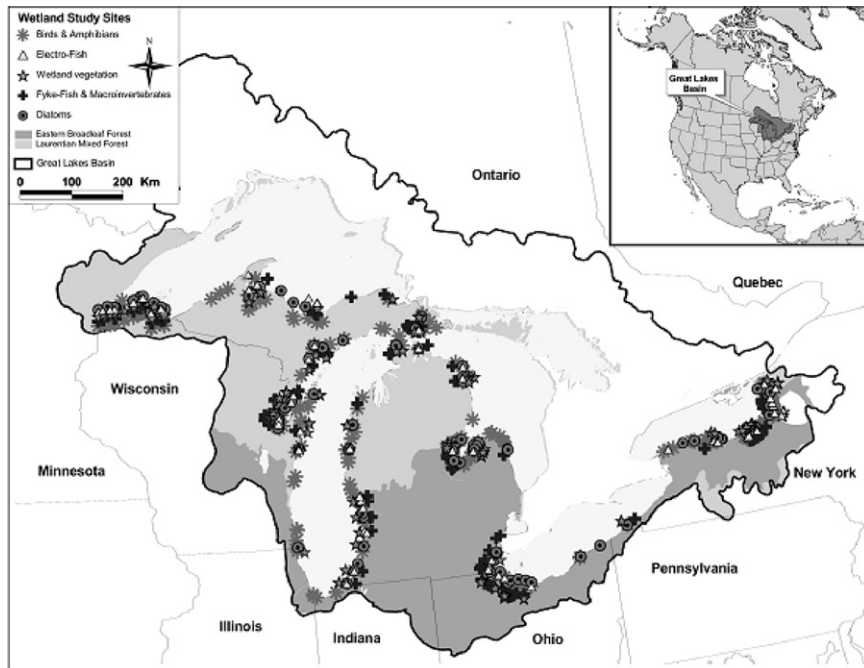 Wetland Study Sites
Birds & Amphibians
Electro-Fish
Wetland vegetation
Fyke-Fish & Macroinvertebrates
Diatoms
Eastern Broadleaf Forest
Laurentian Mixed Forest
Great Lakes Basin
0 100 200 Km
Great Lakes
Basin
Ontario
Quebec
Wisconsin
Minnesota
New York
Pennsylvania
Illinois
Indiana
Ohio